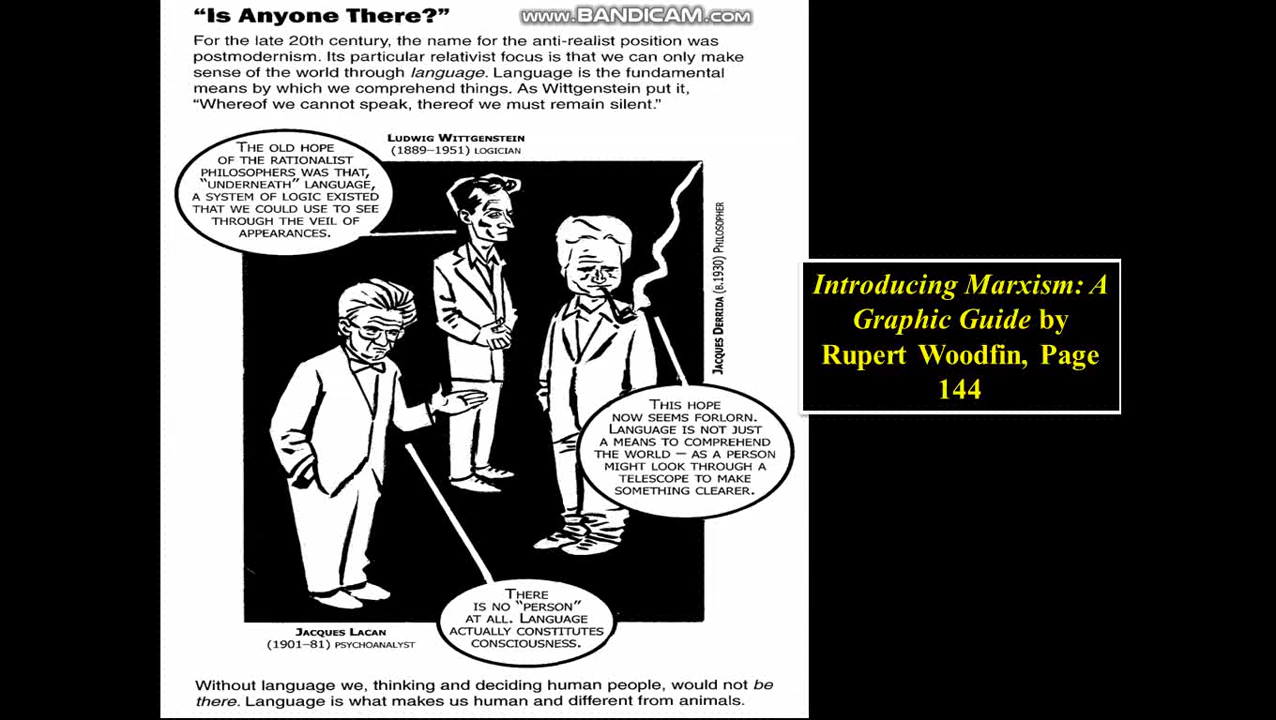 “Is Anyone There?”
www.BANDICAM.com
For the late 20th century, the name for the anti-realist position was
postmodernism. Its particular relativist focus is that we can only make
sense of the world through language. Language is the fundamental
means by which we comprehend things. As Wittgenstein put it,
“Whereof we cannot speak, thereof we must remain silent.”
LUDWIG WITTGENSTEIN
(1889–1951) LOGICIAN
THE OLD HOPE
OF THE RATIONALIST
PHILOSOPHERS WAS THAT,
“UNDERNEATH” LANGUAGE,
A SYSTEM OF LOGIC EXISTED
THAT WE COULD USE TO SEE
THROUGH THE VEIL OF
APPEARANCES.
JACQUES DERRIDA (B.1930) PHILOSOPHER
THIS HOPE
NOW SEEMS FORLORN.
LANGUAGE IS NOT JUST
A MEANS TO COMPREHEND
THE WORLD — AS A PERSON
MIGHT LOOK THROUGH A
TELESCOPE TO MAKE
SOMETHING CLEARER.
THERE
IS NO “PERSON”
AT ALL. LANGUAGE
ACTUALLY CONSTITUTES
CONSCIOUSNESS.
JACQUES LACAN
(1901–81) PSYCHOANALYST
Without language we, thinking and deciding human people, would not be
there. Language is what makes us human and different from animals.
Introducing Marxism: A
Graphic Guide by
Rupert Woodfin, Page
144